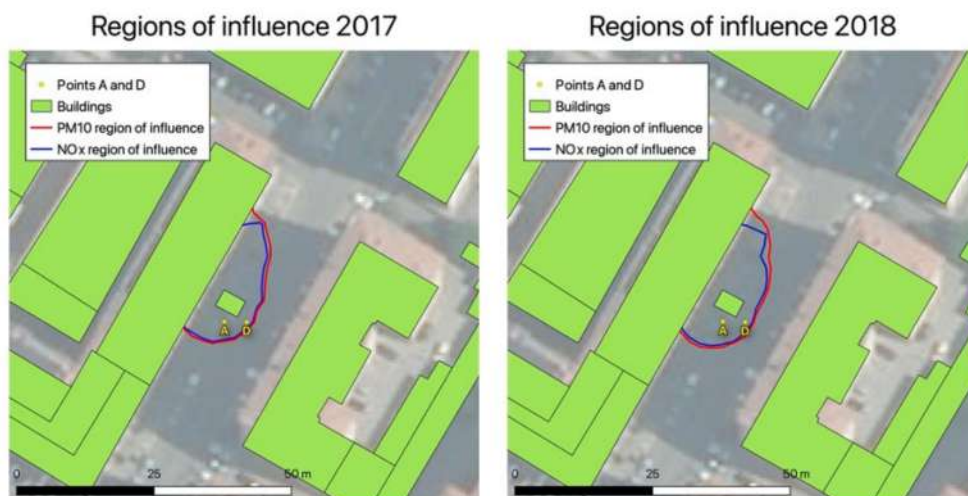 Regions of influence 2017
Points A and D
Buildings
PM10 region of influence
NOx region of influence
A D
0 25 50 m
Regions of influence 2018
Points A and D
Buildings
PM10 region of influence
NOx region of influence
A D
0 25 50 m